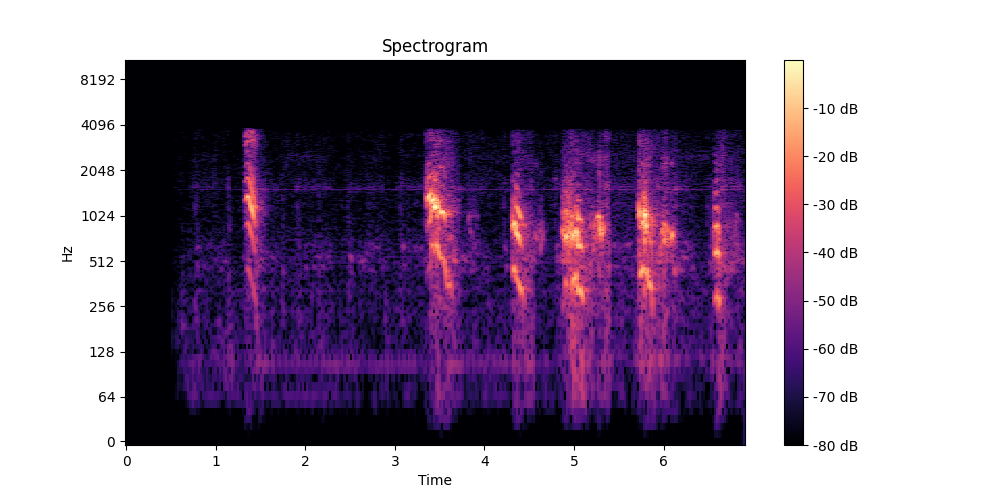 Spectrogram
8192
4096
2048
1024
512
256
128
64
0
Hz
0 1 2 3 4 5 6
Time
-10 dB
-20 dB
-30 dB
-40 dB
-50 dB
-60 dB
-70 dB
-80 dB